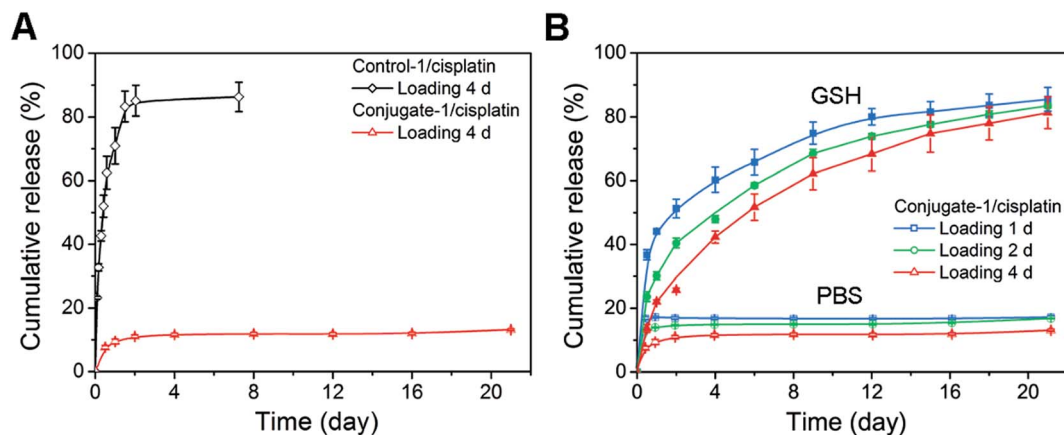 A
100
80
60
40
20
0
Cumulative release (%)
Control-1/cisplatin
Loading 4 d
Conjugate-1/cisplatin
Loading 4 d
0 4 8 12 16 20
Time (day)
B
100
80
60
40
20
0
Cumulative release (%)
GSH
Conjugate-1/cisplatin
Loading 1 d
Loading 2 d
Loading 4 d
PBS
0 4 8 12 16 20
Time (day)